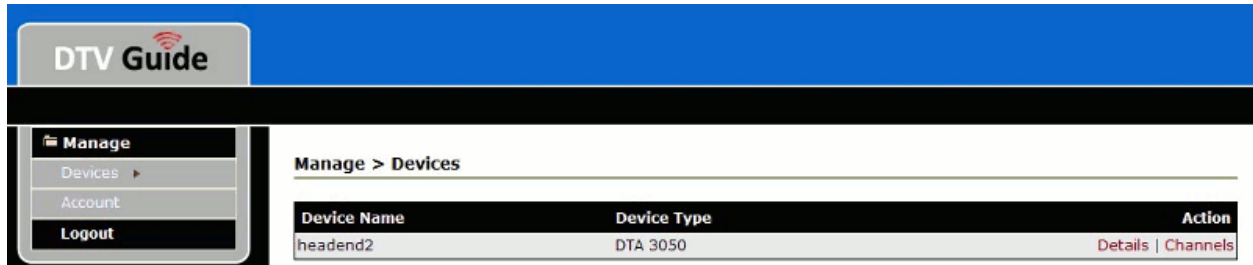 DTV Guide
Manage
Devices
Account
Logout
Manage > Devices
Device Name Device Type Action
headend2 DTA 3050 Details | Channels